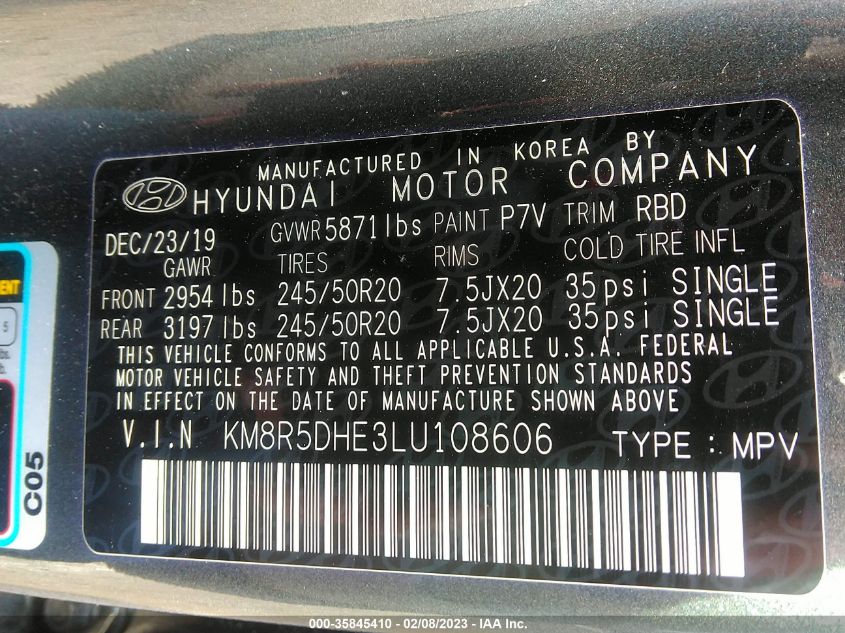 MANUFACTURED IN KOREA BY
HYUNDAI MOTOR COMPANY
DEC/23/19 GVWR 5871 lbs PAINT P7V TRIM RBD
GAWR TIRES RIMS COLD TIRE INFL
FRONT 2954 lbs 245/50R20 7.5JX20 35psi SINGLE
REAR 3197 lbs 245/50R20 7.5JX20 35psi SINGLE
THIS VEHICLE CONFORMS TO ALL APPLICABLE U.S.A. FEDERAL
MOTOR VEHICLE SAFETY AND THEFT PREVENTION STANDARDS
IN EFFECT ON THE DATE OF MANUFACTURE SHOWN ABOVE
V.I.N KM8R5DHE3LU108606 TYPE : MPV
5
C05
000-35845410 - 02/08/2023 - IAA Inc.